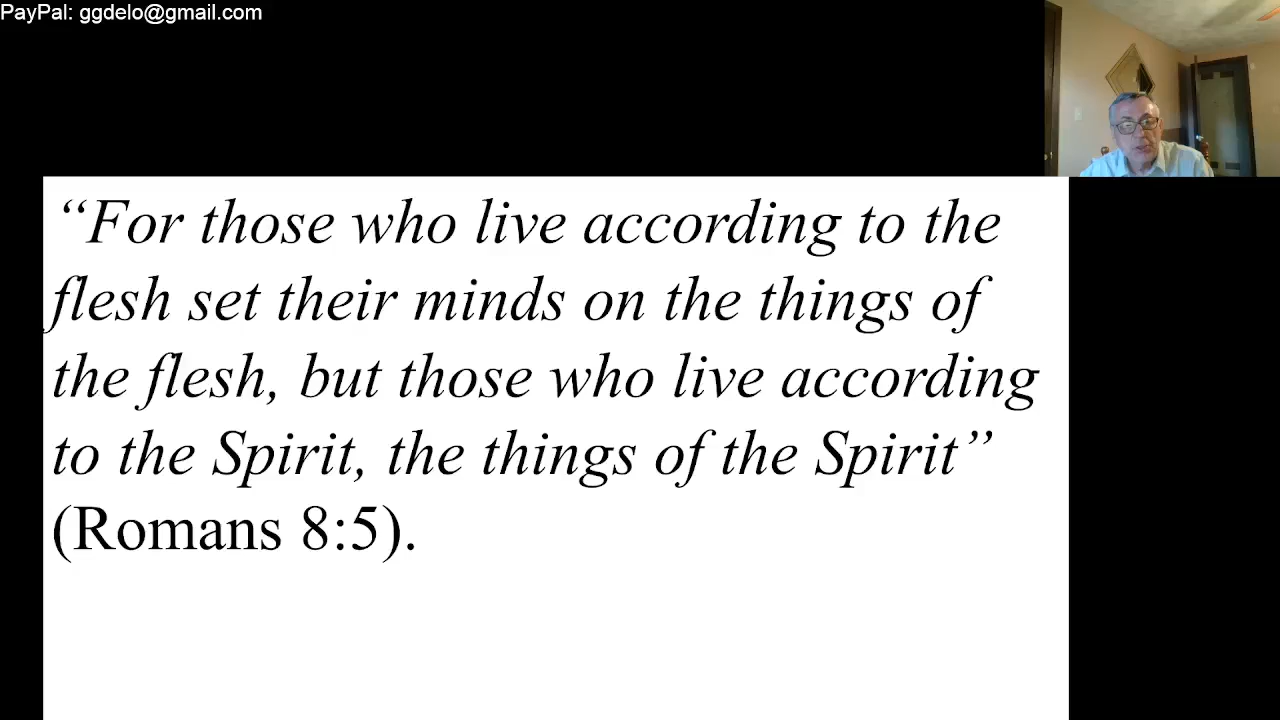 PayPal: ggdelo@gmail.com
“For those who live according to the
flesh set their minds on the things of
the flesh, but those who live according
to the Spirit, the things of the Spirit”
(Romans 8:5).